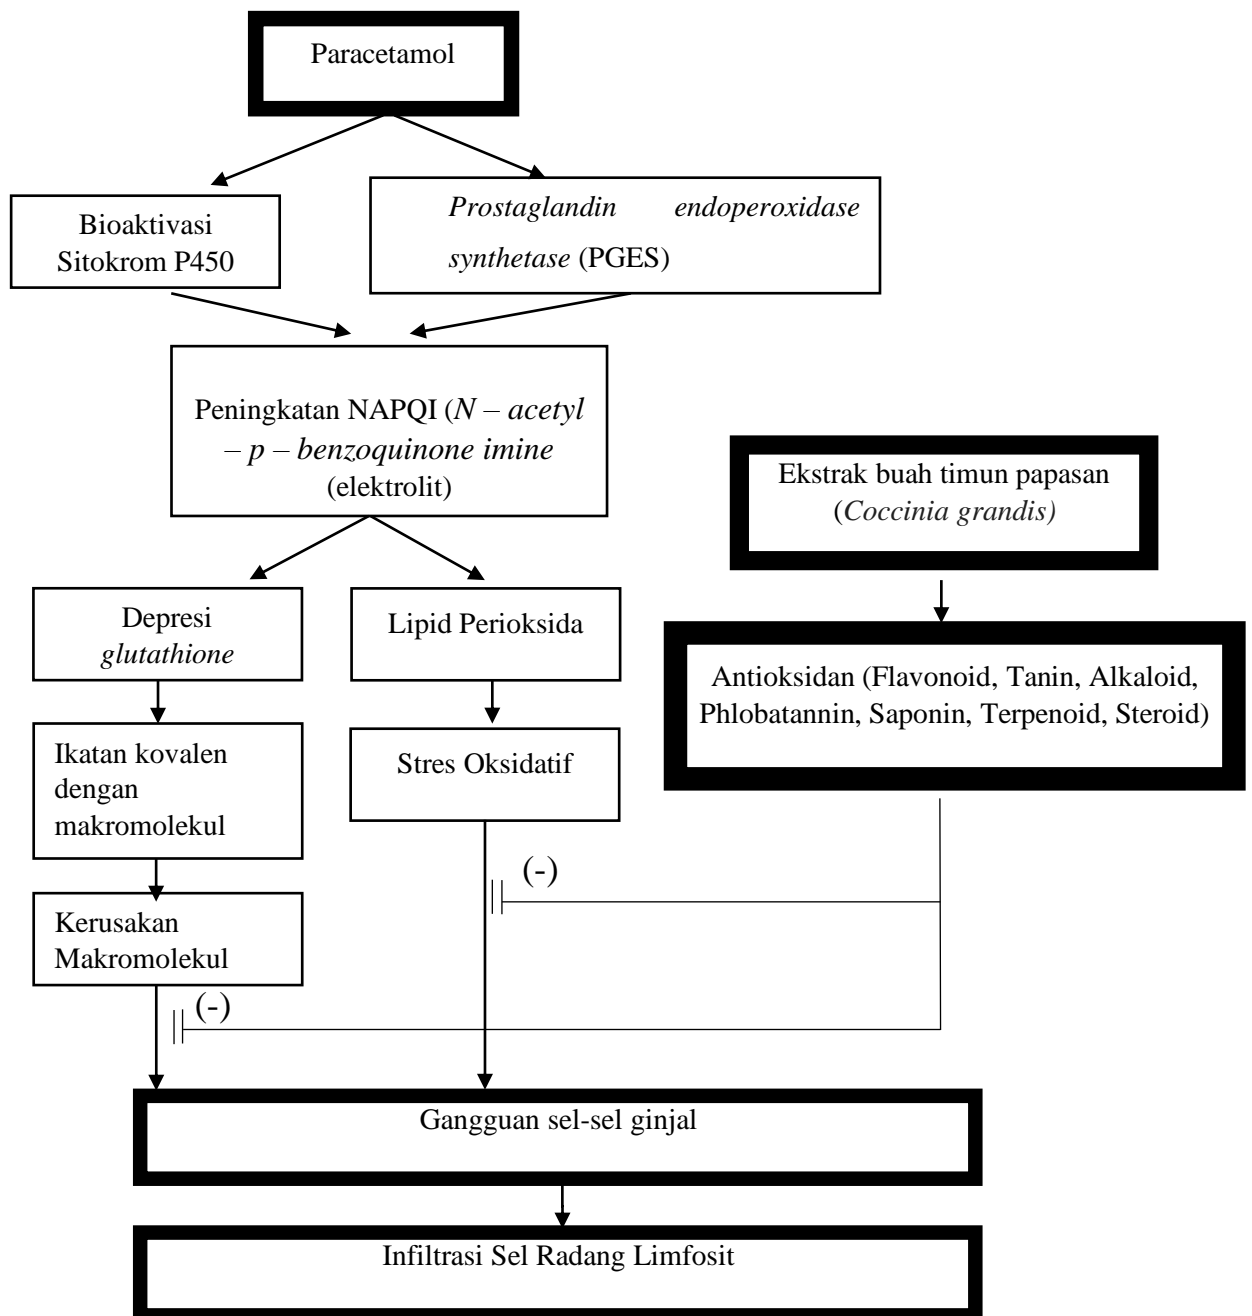 Paracetamol
Bioaktivasi
Sitokrom P450
Prostaglandin endoperoxidase
synthetase (PGES)
Peningkatan NAPQI (N – acetyl
– p – benzoquinone imine
(elektrolit)
Ekstrak buah timun papasan
(Coccinia grandis)
Depresi
glutathione
Lipid Perioksida
Antioksidan (Flavonoid, Tanin, Alkaloid,
Phlobatannin, Saponin, Terpenoid, Steroid)
Ikatan kovalen
dengan
makromolekul
Stres Oksidatif
(-)
Kerusakan
Makromolekul
(-)
Gangguan sel-sel ginjal
Infiltrasi Sel Radang Limfosit